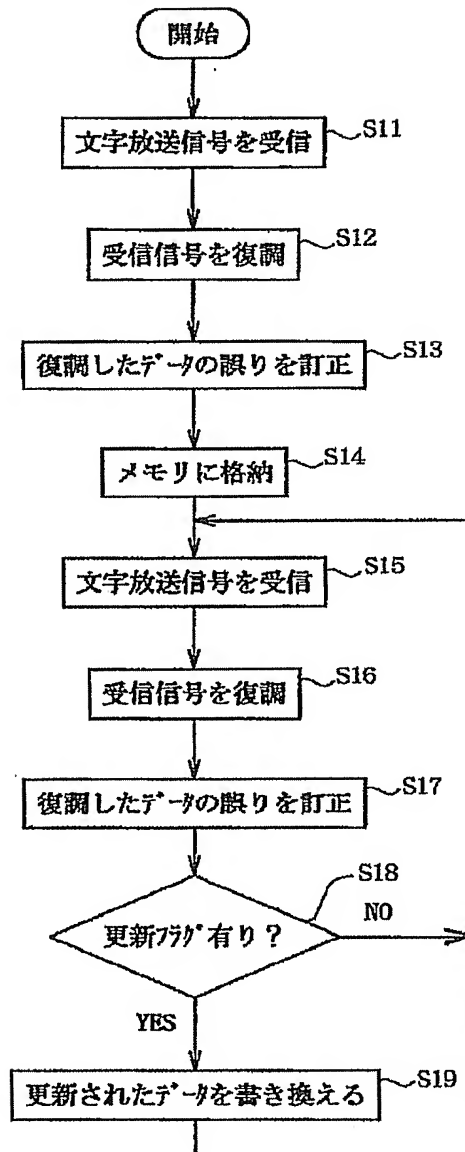 開始
文字放送信号を受信
S11
受信信号を復調
S12
復調したデータの誤りを訂正
S13
メモリに格納
S14
文字放送信号を受信
S15
受信信号を復調
S16
復調したデータの誤りを訂正
S17
更新フラグ有り?
S18
NO
YES
更新されたデータを書き換える
S19